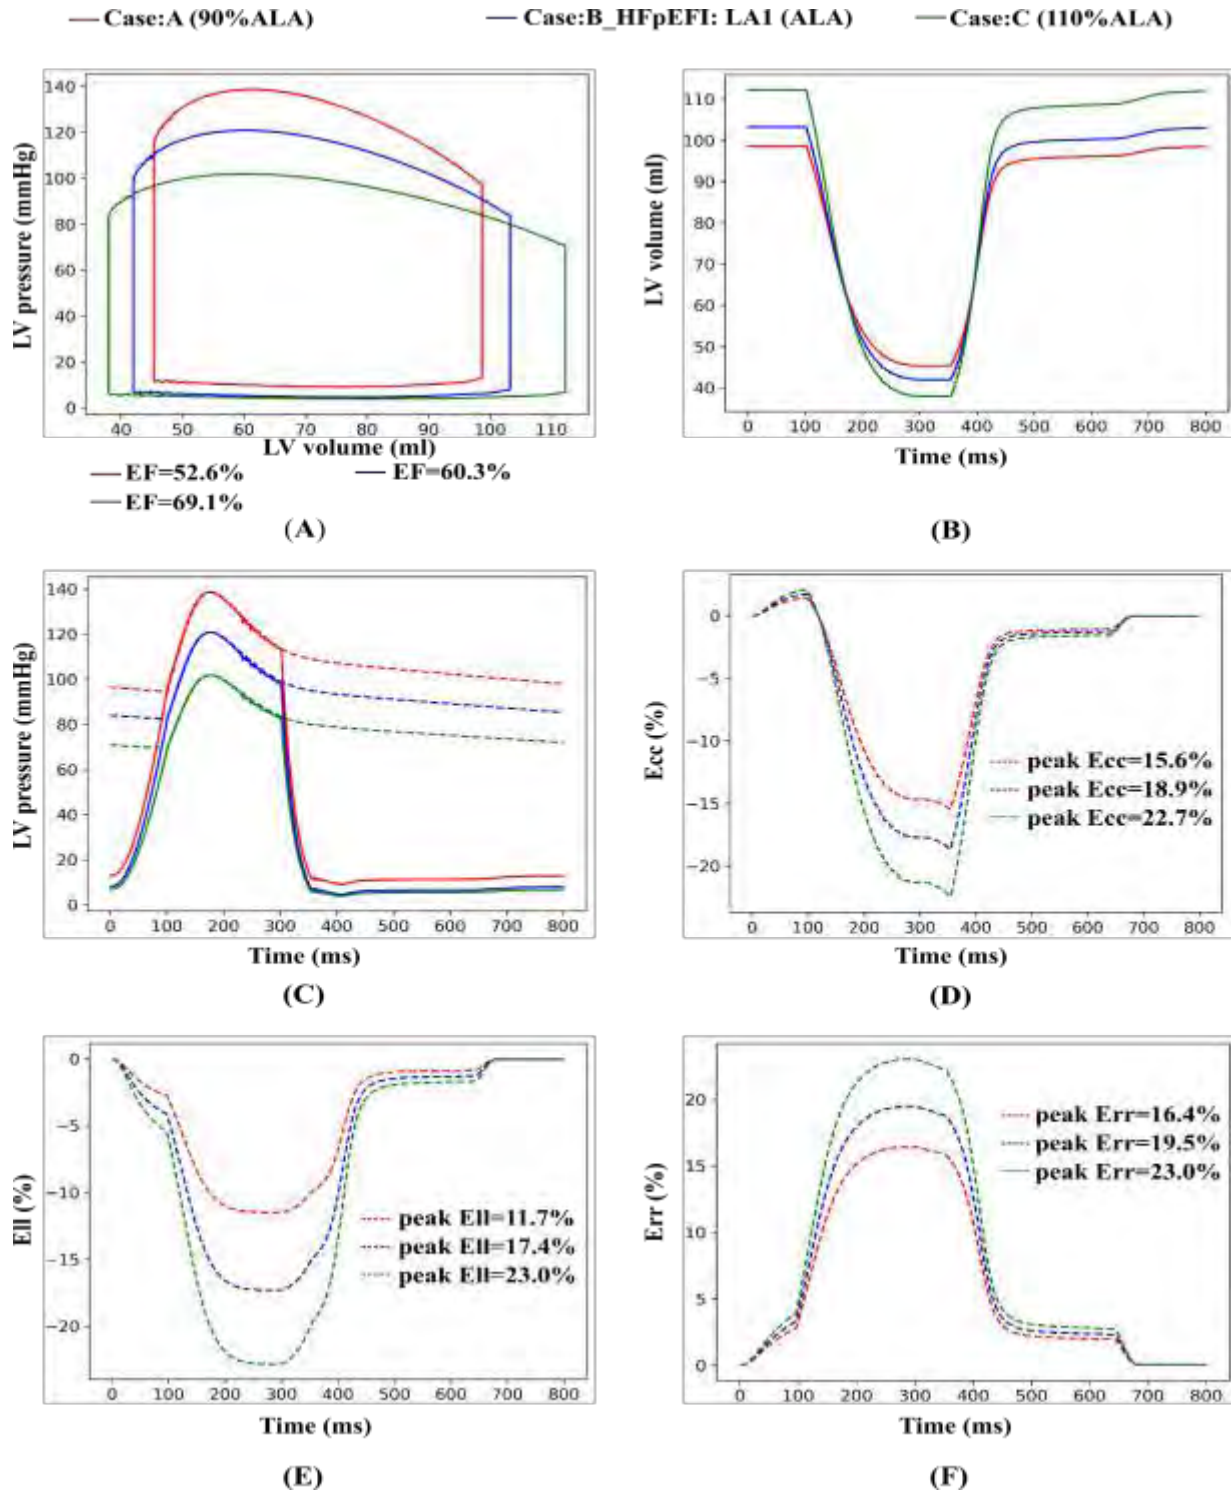 Case:A (90%ALA) Case:B_HFpEFI: LA1 (ALA) Case:C (110%ALA)
LV pressure (mmHg)
140
120
100
80
60
40
20
0
40 50 60 70 80 90 100 110
LV volume (ml)
EF=52.6% EF=60.3%
EF=69.1%
(A)
LV volume (ml)
110
100
90
80
70
60
50
40
0 100 200 300 400 500 600 700 800
Time (ms)
(B)
LV pressure (mmHg)
140
120
100
80
60
40
20
0
0 100 200 300 400 500 600 700 800
Time (ms)
(C)
Ecc (%)
0
−5
−10
−15
−20
peak Ecc=15.6%
peak Ecc=18.9%
peak Ecc=22.7%
0 100 200 300 400 500 600 700 800
Time (ms)
(D)
Ell (%)
0
−5
−10
−15
−20
peak Ell=11.7%
peak Ell=17.4%
peak Ell=23.0%
0 100 200 300 400 500 600 700 800
Time (ms)
(E)
Err (%)
20
15
10
5
0
peak Err=16.4%
peak Err=19.5%
peak Err=23.0%
0 100 200 300 400 500 600 700 800
Time (ms)
(F)